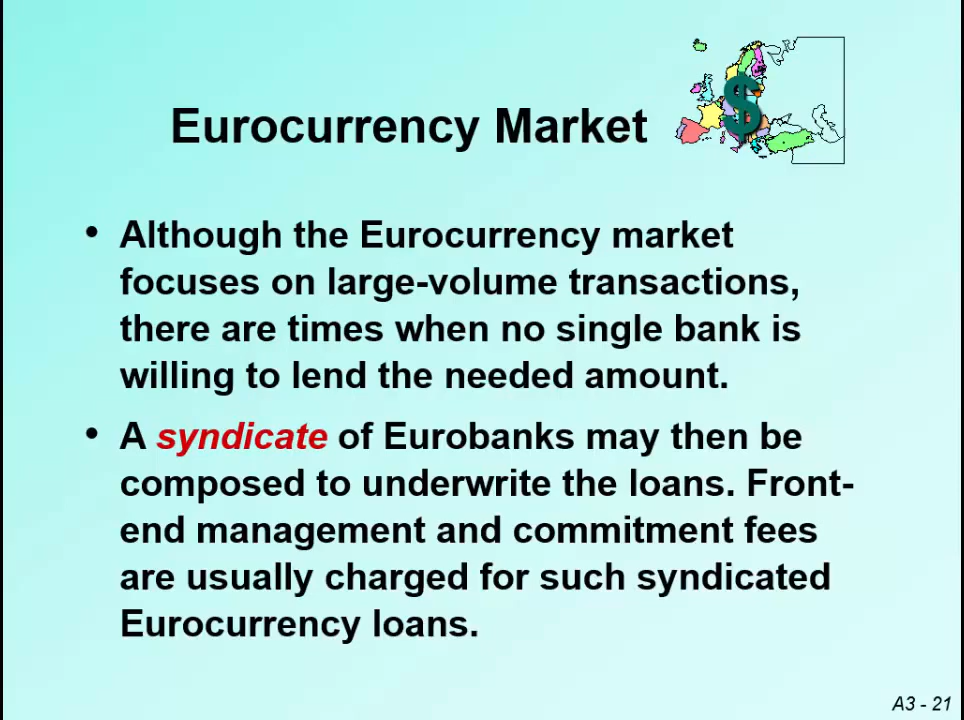 Eurocurrency Market
$
• Although the Eurocurrency market
focuses on large-volume transactions,
there are times when no single bank is
willing to lend the needed amount.
• A syndicate of Eurobanks may then be
composed to underwrite the loans. Front-
end management and commitment fees
are usually charged for such syndicated
Eurocurrency loans.
A3 - 21